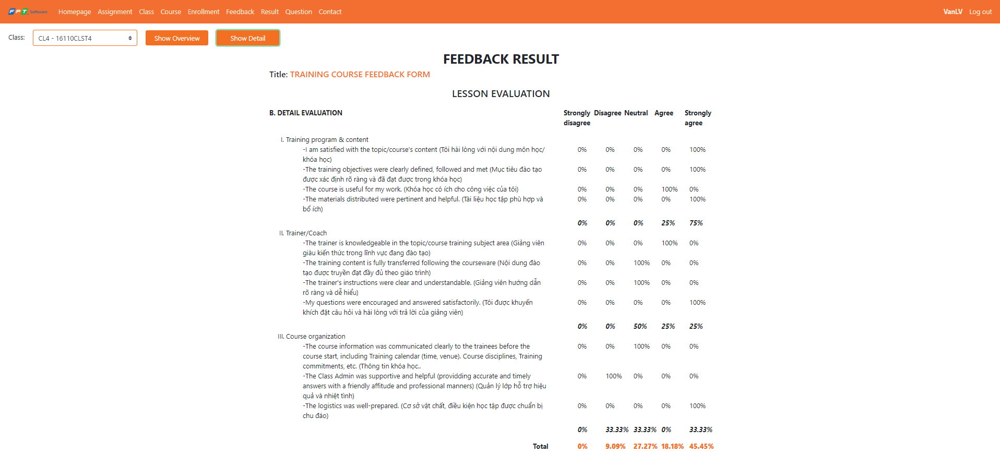 FPT Software Homepage Assignment Class Course Enrollment Feedback Result Question Contact VanLV Log out
Class: CL4 - 16110CLST4 Show Overview Show Detail
FEEDBACK RESULT
Title: TRAINING COURSE FEEDBACK FORM
LESSON EVALUATION
B. DETAIL EVALUATION Strongly disagree Disagree Neutral Agree Strongly agree
I. Training program & content
-I am satisfied with the topic/course's content (Tôi hài lòng với nội dung môn học/ 0% 0% 0% 0% 100%
khóa học)
-The training objectives were clearly defined, followed and met (Mục tiêu đào tạo 0% 0% 0% 0% 100%
được xác định rõ ràng và đã đạt được trong khóa học)
-The course is useful for my work. (Khóa học có ích cho công việc của tôi) 0% 0% 0% 100% 0%
-The materials distributed were pertinent and helpful. (Tài liệu học tập phù hợp và 0% 0% 0% 0% 100%
bổ ích)
0% 0% 0% 25% 75%
II. Trainer/Coach
-The trainer is knowledgeable in the topic/course training subject area (Giảng viên 0% 0% 0% 100% 0%
giàu kiến thức trong lĩnh vực đang đào tạo)
-The training content is fully transferred following the courseware (Nội dung đào 0% 0% 100% 0% 0%
tạo được truyền đạt đầy đủ theo giáo trình)
-The trainer's instructions were clear and understandable. (Giảng viên hướng dẫn 0% 0% 100% 0% 0%
rõ ràng và dễ hiểu)
-My questions were encouraged and answered satisfactorily. (Tôi được khuyến 0% 0% 0% 0% 100%
khích đặt câu hỏi và hài lòng với trả lời của giảng viên)
0% 0% 50% 25% 25%
III. Course organization
-The course information was communicated clearly to the trainees before the 0% 0% 100% 0% 0%
course start, including Training calendar (time, venue). Course disciplines, Training
commitments, etc. (Thông tin khóa học..
-The Class Admin was supportive and helpful (providding accurate and timely 0% 100% 0% 0% 0%
answers with a friendly affitude and professional manners) (Quản lý lớp hỗ trợ hiệu
quả và nhiệt tình)
-The logistics was well-prepared. (Cơ sở vật chất, điều kiện học tập được chuẩn bị 0% 0% 0% 0% 100%
chu đáo)
0% 33.33% 33.33% 0% 33.33%
Total 0% 9.09% 27.27% 18.18% 45.45%